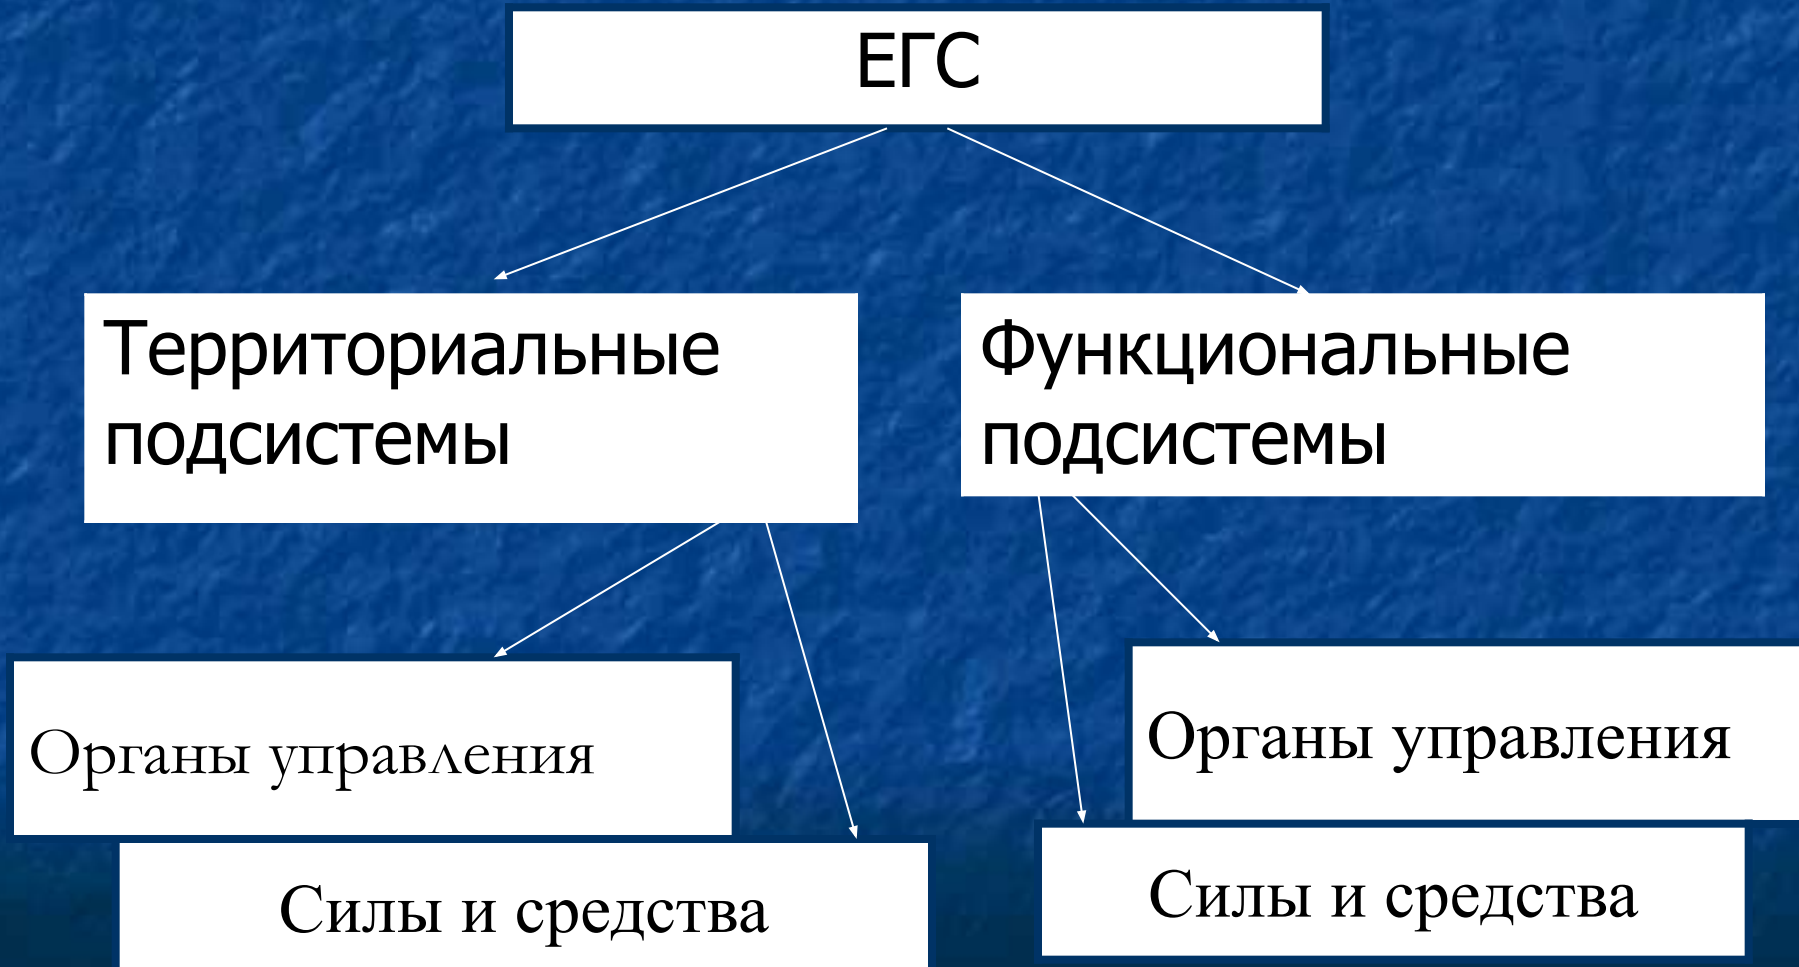 ЕГС
Территориальные
подсистемы
Функциональные
подсистемы
Органы управления
Силы и средства
Органы управления
Силы и средства